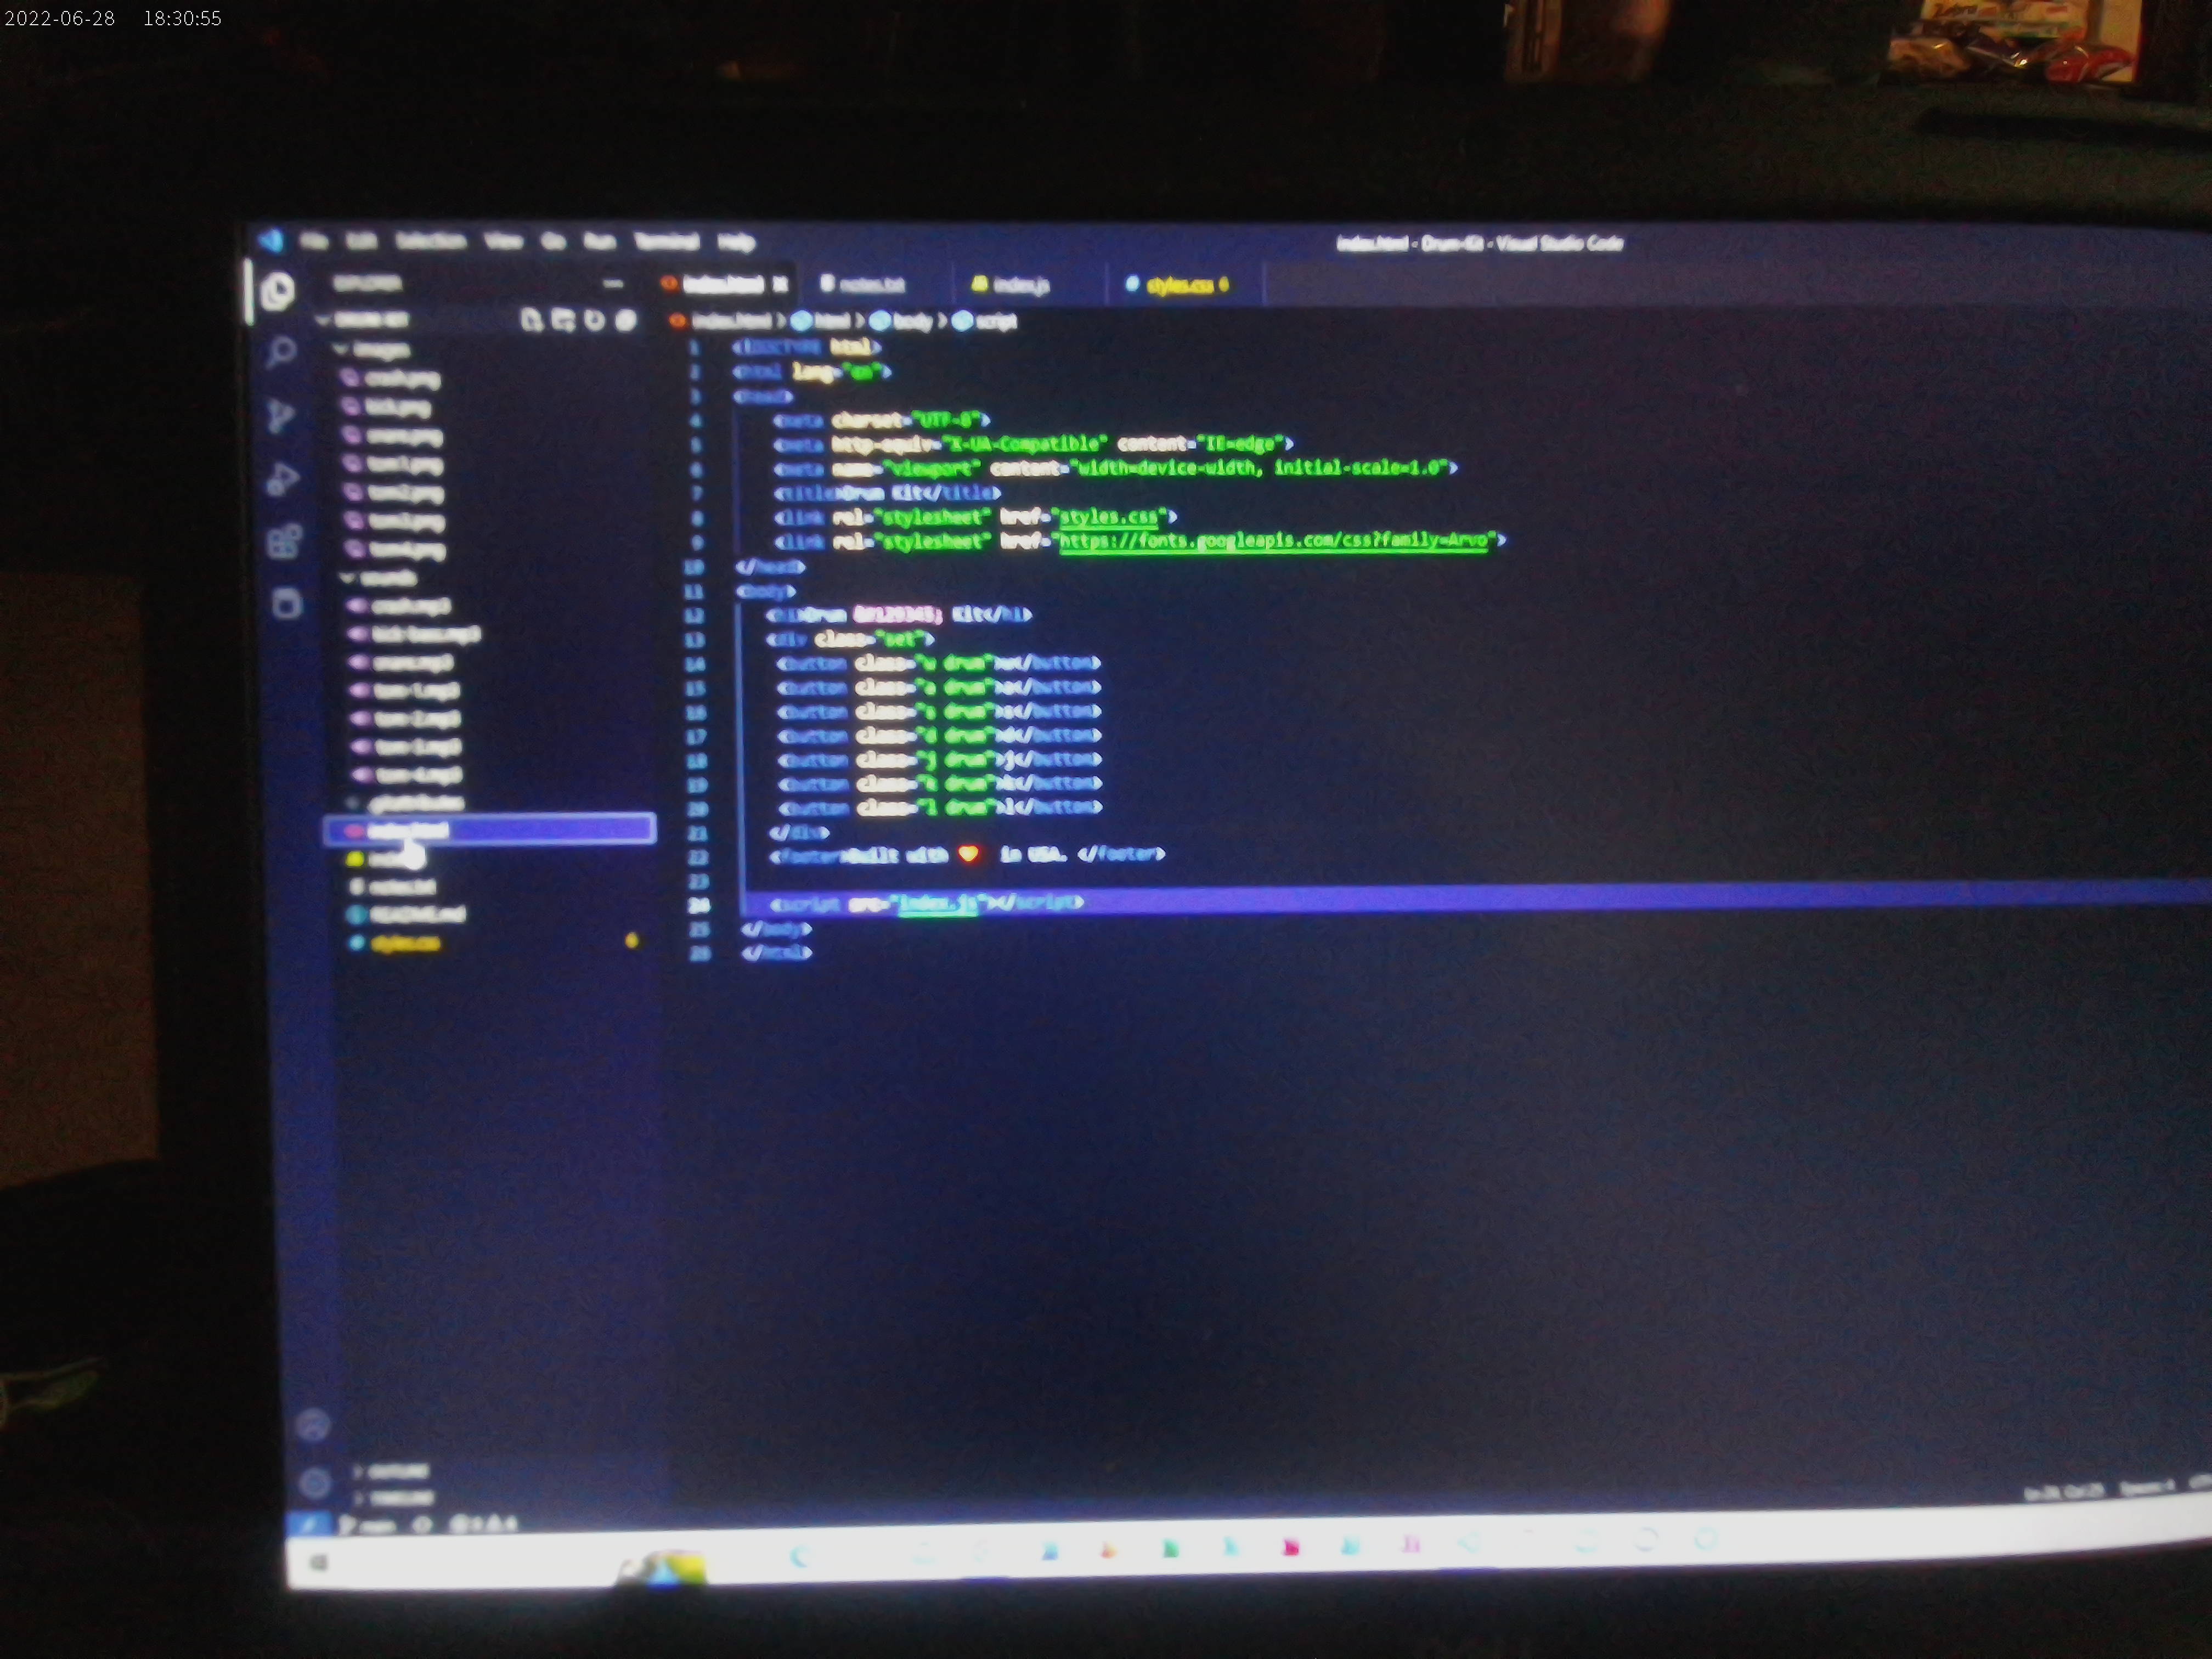 2022-06-28 18:30:55
File Edit Selection View Go Run Terminal Help
index.html - Drum-Kit - Visual Studio Code
EXPLORER
index.html
notes.txt
index.js
styles.css 6
DRUM-KIT
index.html > html > body > script
images
crash.png
kick.png
snare.png
tom1.png
tom2.png
tom3.png
tom4.png
sounds
crash.mp3
kick-bass.mp3
snare.mp3
tom-1.mp3
tom-2.mp3
tom-3.mp3
tom-4.mp3
.gitattributes
index.html
notes.txt
README.md
styles.css 6
1 <!DOCTYPE html>
2 <html lang="en">
3 <head>
4 <meta charset="UTF-8">
5 <meta http-equiv="X-UA-Compatible" content="IE=edge">
6 <meta name="viewport" content="width=device-width, initial-scale=1.0">
7 <title>Drum Kit</title>
8 <link rel="stylesheet" href="styles.css">
9 <link rel="stylesheet" href="https://fonts.googleapis.com/css?family=Arvo">
10 </head>
11 <body>
12 <h1>Drum &#129345; Kit</h1>
13 <div class="set">
14 <button class="w drum">w</button>
15 <button class="a drum">a</button>
16 <button class="s drum">s</button>
17 <button class="d drum">d</button>
18 <button class="j drum">j</button>
19 <button class="k drum">k</button>
20 <button class="l drum">l</button>
21 </div>
22 <footer>Built with ❤️ in USA. </footer>
23
24 <script src="index.js"></script>
25 </body>
26 </html>
OUTLINE
TIMELINE
main